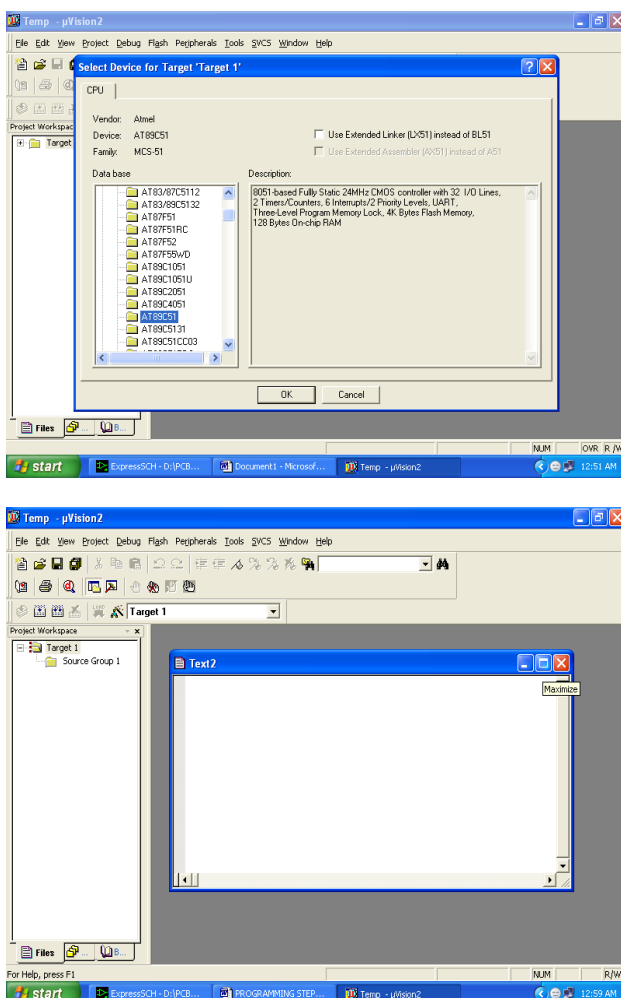 Temp - µVision2
File Edit View Project Debug Flash Peripherals Tools SVCS Window Help
Select Device for Target 'Target 1'
CPU
Vendor: Atmel
Device: AT89C51
Use Extended Linker (LX51) instead of BL51
Family: MCS-51
Use Extended Assembler (AX51) instead of A51
Data base
Description:
Project Workspac
Target
AT83/87C5112
AT83/89C5132
AT87F51
AT87F51RC
AT87F52
AT87F55WD
AT89C1051
AT89C1051U
AT89C2051
AT89C4051
AT89C51
AT89C5131
AT89C51CC03
8051-based Fully Static 24MHz CMOS controller with 32 I/O Lines,
2 Timers/Counters, 6 Interrupts/2 Priority Levels, UART,
Three-Level Program Memory Lock, 4K Bytes Flash Memory,
128 Bytes On-chip RAM
OK Cancel
Files ... B...
NUM OVR R/W
start ExpressSCH - D:\PCB... Document1 - Microsof... Temp - µVision2 12:51 AM
Temp - µVision2
File Edit View Project Debug Flash Peripherals Tools SVCS Window Help
Target 1
Project Workspace
Target 1
Source Group 1
Text2
Maximize
Files ... B...
For Help, press F1 NUM R/W
start ExpressSCH - D:\PCB... PROGRAMMING STEP... Temp - µVision2 12:59 AM